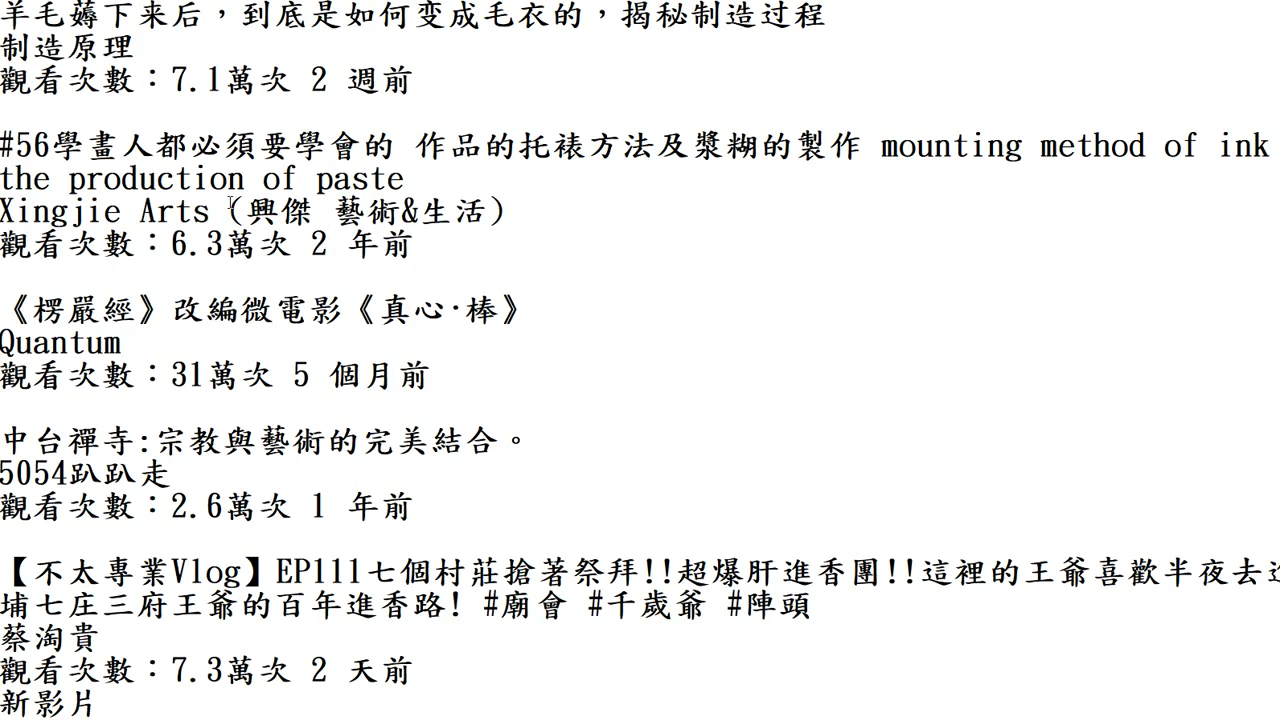 羊毛薅下来后，到底是如何变成毛衣的，揭秘制造过程
制造原理
觀看次數：7.1萬次 2 週前
#56學畫人都必須要學會的 作品的托裱方法及漿糊的製作 mounting method of ink
the production of paste
Xingjie Arts (興傑 藝術&生活)
觀看次數：6.3萬次 2 年前
《楞嚴經》改編微電影《真心·棒》
Quantum
觀看次數：31萬次 5 個月前
中台禪寺:宗教與藝術的完美結合。
5054趴趴走
觀看次數：2.6萬次 1 年前
【不太專業Vlog】EP111七個村莊搶著祭拜!!超爆肝進香團!!這裡的王爺喜歡半夜去
埔七庄三府王爺的百年進香路! #廟會 #千歲爺 #陣頭
蔡淘貴
觀看次數：7.3萬次 2 天前
新影片